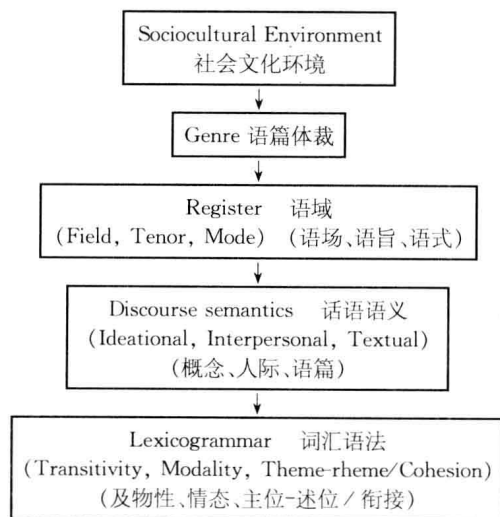 Sociocultural Environment
社会文化环境
Genre 语篇体裁
Register 语域
(Field, Tenor, Mode) (语场、语旨、语式)
Discourse semantics 话语语义
(Ideational, Interpersonal, Textual)
(概念、人际、语篇)
Lexicogrammar 词汇语法
(Transitivity, Modality, Theme-rheme/Cohesion)
(及物性、情态、主位-述位/衔接)